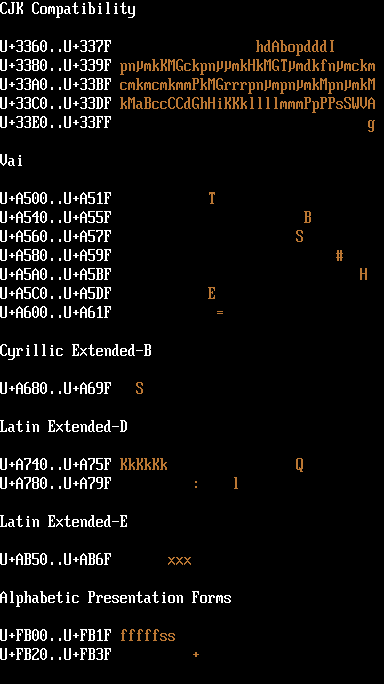 CJK Compatibility
U+3360..U+337F                  hdAbopdddI
U+3380..U+339F pnµmkKMGckpnµµmkHkMGTµmdkfnµmckm
U+33A0..U+33BF cmkmcmkmmPkMGrrrpnµmpnµmkMpnµmkM
U+33C0..U+33DF kMaBccCCdGhHiKKkllllmmmPpPPsSWVA
U+33E0..U+33FF                                g
Vai
U+A500..U+A51F            T
U+A540..U+A55F                        B
U+A560..U+A57F                       S
U+A580..U+A59F                            #
U+A5A0..U+A5BF                               H
U+A5C0..U+A5DF            E
U+A600..U+A61F             =
Cyrillic Extended-B
U+A680..U+A69F   S
Latin Extended-D
U+A740..U+A75F KkKkKk                Q
U+A780..U+A79F          :    l
Latin Extended-E
U+AB50..U+AB6F       xxx
Alphabetic Presentation Forms
U+FB00..U+FB1F fffffss
U+FB20..U+FB3F          +